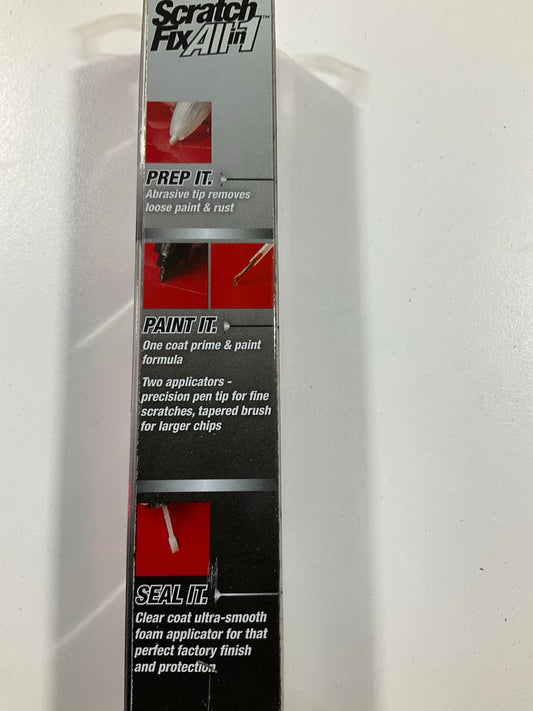 Scratch
Fix All in 1™
PREP IT.
Abrasive tip removes
loose paint & rust
PAINT IT.
One coat prime & paint
formula
Two applicators -
precision pen tip for fine
scratches, tapered brush
for larger chips
SEAL IT.
Clear coat ultra-smooth
foam applicator for that
perfect factory finish
and protection.